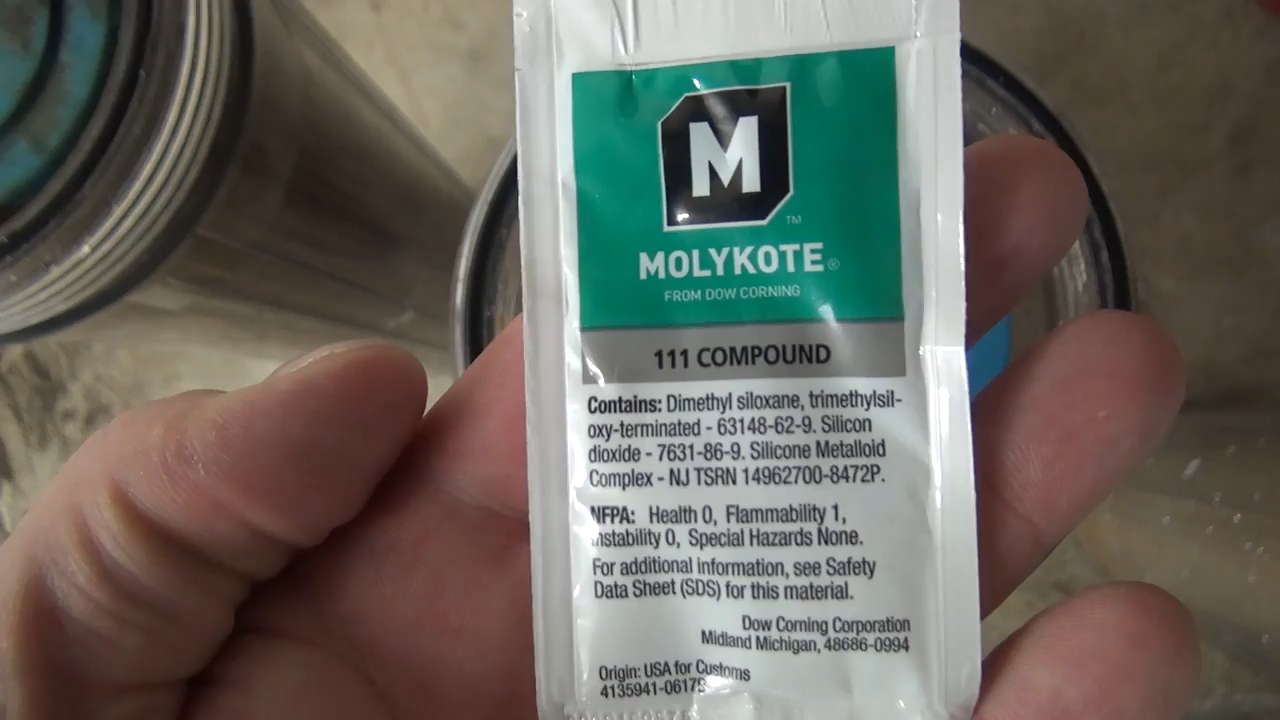 M
TM
MOLYKOTE®
FROM DOW CORNING
111 COMPOUND
Contains: Dimethyl siloxane, trimethylsil-
oxy-terminated - 63148-62-9. Silicon
dioxide - 7631-86-9. Silicone Metalloid
Complex - NJ TSRN 14962700-8472P.
NFPA: Health 0, Flammability 1,
Instability 0, Special Hazards None.
For additional information, see Safety
Data Sheet (SDS) for this material.
Dow Corning Corporation
Midland Michigan, 48686-0994
Origin: USA for Customs
4135941-0617S